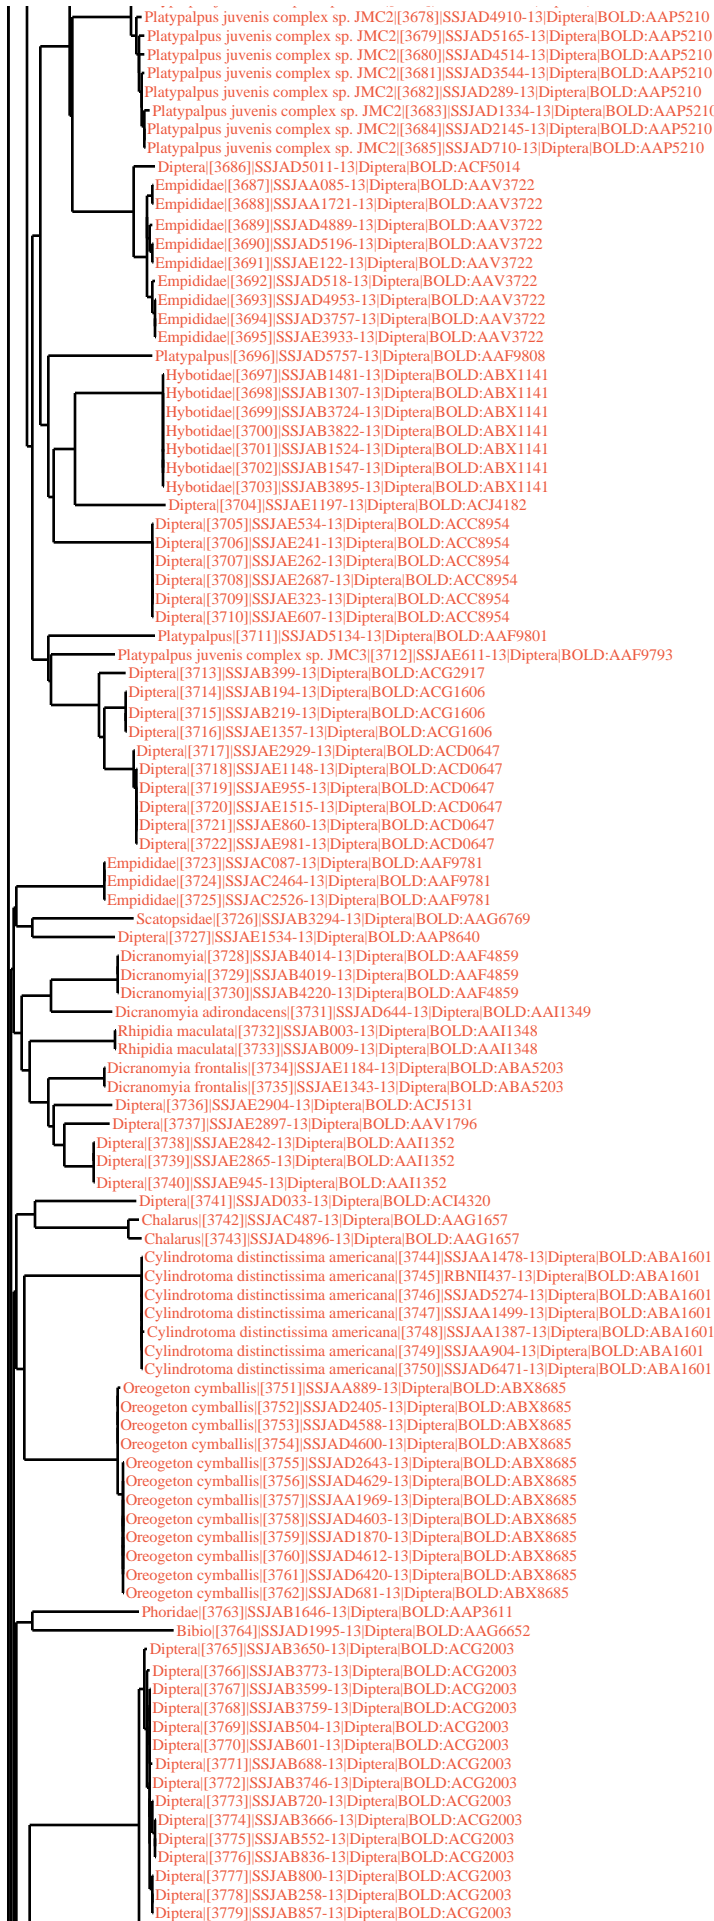 Platypalpus juvenis complex sp. JMC2|[3678]|SSJAD4910-13|Diptera|BOLD:AAP5210
Platypalpus juvenis complex sp. JMC2|[3679]|SSJAD5165-13|Diptera|BOLD:AAP5210
Platypalpus juvenis complex sp. JMC2|[3680]|SSJAD4514-13|Diptera|BOLD:AAP5210
Platypalpus juvenis complex sp. JMC2|[3681]|SSJAD3544-13|Diptera|BOLD:AAP5210
Platypalpus juvenis complex sp. JMC2|[3682]|SSJAD289-13|Diptera|BOLD:AAP5210
Platypalpus juvenis complex sp. JMC2|[3683]|SSJAD1334-13|Diptera|BOLD:AAP5210
Platypalpus juvenis complex sp. JMC2|[3684]|SSJAD2145-13|Diptera|BOLD:AAP5210
Platypalpus juvenis complex sp. JMC2|[3685]|SSJAD710-13|Diptera|BOLD:AAP5210
Diptera|[3686]|SSJAD5011-13|Diptera|BOLD:ACF5014
Empididae|[3687]|SSJAA085-13|Diptera|BOLD:AAV3722
Empididae|[3688]|SSJAA1721-13|Diptera|BOLD:AAV3722
Empididae|[3689]|SSJAD4889-13|Diptera|BOLD:AAV3722
Empididae|[3690]|SSJAD5196-13|Diptera|BOLD:AAV3722
Empididae|[3691]|SSJAE122-13|Diptera|BOLD:AAV3722
Empididae|[3692]|SSJAD518-13|Diptera|BOLD:AAV3722
Empididae|[3693]|SSJAD4953-13|Diptera|BOLD:AAV3722
Empididae|[3694]|SSJAD3757-13|Diptera|BOLD:AAV3722
Empididae|[3695]|SSJAE3933-13|Diptera|BOLD:AAV3722
Platypalpus|[3696]|SSJAD5757-13|Diptera|BOLD:AAF9808
Hybotidae|[3697]|SSJAB1481-13|Diptera|BOLD:ABX1141
Hybotidae|[3698]|SSJAB1307-13|Diptera|BOLD:ABX1141
Hybotidae|[3699]|SSJAB3724-13|Diptera|BOLD:ABX1141
Hybotidae|[3700]|SSJAB3822-13|Diptera|BOLD:ABX1141
Hybotidae|[3701]|SSJAB1524-13|Diptera|BOLD:ABX1141
Hybotidae|[3702]|SSJAB1547-13|Diptera|BOLD:ABX1141
Hybotidae|[3703]|SSJAB3895-13|Diptera|BOLD:ABX1141
Diptera|[3704]|SSJAE1197-13|Diptera|BOLD:ACJ4182
Diptera|[3705]|SSJAE534-13|Diptera|BOLD:ACC8954
Diptera|[3706]|SSJAE241-13|Diptera|BOLD:ACC8954
Diptera|[3707]|SSJAE262-13|Diptera|BOLD:ACC8954
Diptera|[3708]|SSJAE2687-13|Diptera|BOLD:ACC8954
Diptera|[3709]|SSJAE323-13|Diptera|BOLD:ACC8954
Diptera|[3710]|SSJAE607-13|Diptera|BOLD:ACC8954
Platypalpus|[3711]|SSJAD5134-13|Diptera|BOLD:AAF9801
Platypalpus juvenis complex sp. JMC3|[3712]|SSJAE611-13|Diptera|BOLD:AAF9793
Diptera|[3713]|SSJAB399-13|Diptera|BOLD:ACG2917
Diptera|[3714]|SSJAB194-13|Diptera|BOLD:ACG1606
Diptera|[3715]|SSJAB219-13|Diptera|BOLD:ACG1606
Diptera|[3716]|SSJAE1357-13|Diptera|BOLD:ACG1606
Diptera|[3717]|SSJAE2929-13|Diptera|BOLD:ACD0647
Diptera|[3718]|SSJAE1148-13|Diptera|BOLD:ACD0647
Diptera|[3719]|SSJAE955-13|Diptera|BOLD:ACD0647
Diptera|[3720]|SSJAE1515-13|Diptera|BOLD:ACD0647
Diptera|[3721]|SSJAE860-13|Diptera|BOLD:ACD0647
Diptera|[3722]|SSJAE981-13|Diptera|BOLD:ACD0647
Empididae|[3723]|SSJAC087-13|Diptera|BOLD:AAF9781
Empididae|[3724]|SSJAC2464-13|Diptera|BOLD:AAF9781
Empididae|[3725]|SSJAC2526-13|Diptera|BOLD:AAF9781
Scatopsidae|[3726]|SSJAB3294-13|Diptera|BOLD:AAG6769
Diptera|[3727]|SSJAE1534-13|Diptera|BOLD:AAP8640
Dicranomyia|[3728]|SSJAB4014-13|Diptera|BOLD:AAF4859
Dicranomyia|[3729]|SSJAB4019-13|Diptera|BOLD:AAF4859
Dicranomyia|[3730]|SSJAB4220-13|Diptera|BOLD:AAF4859
Dicranomyia adirondacens|[3731]|SSJAD644-13|Diptera|BOLD:AAI1349
Rhipidia maculata|[3732]|SSJAB003-13|Diptera|BOLD:AAI1348
Rhipidia maculata|[3733]|SSJAB009-13|Diptera|BOLD:AAI1348
Dicranomyia frontalis|[3734]|SSJAE1184-13|Diptera|BOLD:ABA5203
Dicranomyia frontalis|[3735]|SSJAE1343-13|Diptera|BOLD:ABA5203
Diptera|[3736]|SSJAE2904-13|Diptera|BOLD:ACJ5131
Diptera|[3737]|SSJAE2897-13|Diptera|BOLD:AAV1796
Diptera|[3738]|SSJAE2842-13|Diptera|BOLD:AAI1352
Diptera|[3739]|SSJAE2865-13|Diptera|BOLD:AAI1352
Diptera|[3740]|SSJAE945-13|Diptera|BOLD:AAI1352
Diptera|[3741]|SSJAD033-13|Diptera|BOLD:ACI4320
Chalarus|[3742]|SSJAC487-13|Diptera|BOLD:AAG1657
Chalarus|[3743]|SSJAD4896-13|Diptera|BOLD:AAG1657
Cylindrotoma distinctissima americana|[3744]|SSJAA1478-13|Diptera|BOLD:ABA1601
Cylindrotoma distinctissima americana|[3745]|RBNII437-13|Diptera|BOLD:ABA1601
Cylindrotoma distinctissima americana|[3746]|SSJAD5274-13|Diptera|BOLD:ABA1601
Cylindrotoma distinctissima americana|[3747]|SSJAA1499-13|Diptera|BOLD:ABA1601
Cylindrotoma distinctissima americana|[3748]|SSJAA1387-13|Diptera|BOLD:ABA1601
Cylindrotoma distinctissima americana|[3749]|SSJAA904-13|Diptera|BOLD:ABA1601
Cylindrotoma distinctissima americana|[3750]|SSJAD6471-13|Diptera|BOLD:ABA1601
Oreogeton cymballis|[3751]|SSJAA889-13|Diptera|BOLD:ABX8685
Oreogeton cymballis|[3752]|SSJAD2405-13|Diptera|BOLD:ABX8685
Oreogeton cymballis|[3753]|SSJAD4588-13|Diptera|BOLD:ABX8685
Oreogeton cymballis|[3754]|SSJAD4600-13|Diptera|BOLD:ABX8685
Oreogeton cymballis|[3755]|SSJAD2643-13|Diptera|BOLD:ABX8685
Oreogeton cymballis|[3756]|SSJAD4629-13|Diptera|BOLD:ABX8685
Oreogeton cymballis|[3757]|SSJAA1969-13|Diptera|BOLD:ABX8685
Oreogeton cymballis|[3758]|SSJAD4603-13|Diptera|BOLD:ABX8685
Oreogeton cymballis|[3759]|SSJAD1870-13|Diptera|BOLD:ABX8685
Oreogeton cymballis|[3760]|SSJAD4612-13|Diptera|BOLD:ABX8685
Oreogeton cymballis|[3761]|SSJAD6420-13|Diptera|BOLD:ABX8685
Oreogeton cymballis|[3762]|SSJAD681-13|Diptera|BOLD:ABX8685
Phoridae|[3763]|SSJAB1646-13|Diptera|BOLD:AAP3611
Bibio|[3764]|SSJAD1995-13|Diptera|BOLD:AAG6652
Diptera|[3765]|SSJAB3650-13|Diptera|BOLD:ACG2003
Diptera|[3766]|SSJAB3773-13|Diptera|BOLD:ACG2003
Diptera|[3767]|SSJAB3599-13|Diptera|BOLD:ACG2003
Diptera|[3768]|SSJAB3759-13|Diptera|BOLD:ACG2003
Diptera|[3769]|SSJAB504-13|Diptera|BOLD:ACG2003
Diptera|[3770]|SSJAB601-13|Diptera|BOLD:ACG2003
Diptera|[3771]|SSJAB688-13|Diptera|BOLD:ACG2003
Diptera|[3772]|SSJAB3746-13|Diptera|BOLD:ACG2003
Diptera|[3773]|SSJAB720-13|Diptera|BOLD:ACG2003
Diptera|[3774]|SSJAB3666-13|Diptera|BOLD:ACG2003
Diptera|[3775]|SSJAB552-13|Diptera|BOLD:ACG2003
Diptera|[3776]|SSJAB836-13|Diptera|BOLD:ACG2003
Diptera|[3777]|SSJAB800-13|Diptera|BOLD:ACG2003
Diptera|[3778]|SSJAB258-13|Diptera|BOLD:ACG2003
Diptera|[3779]|SSJAB857-13|Diptera|BOLD:ACG2003